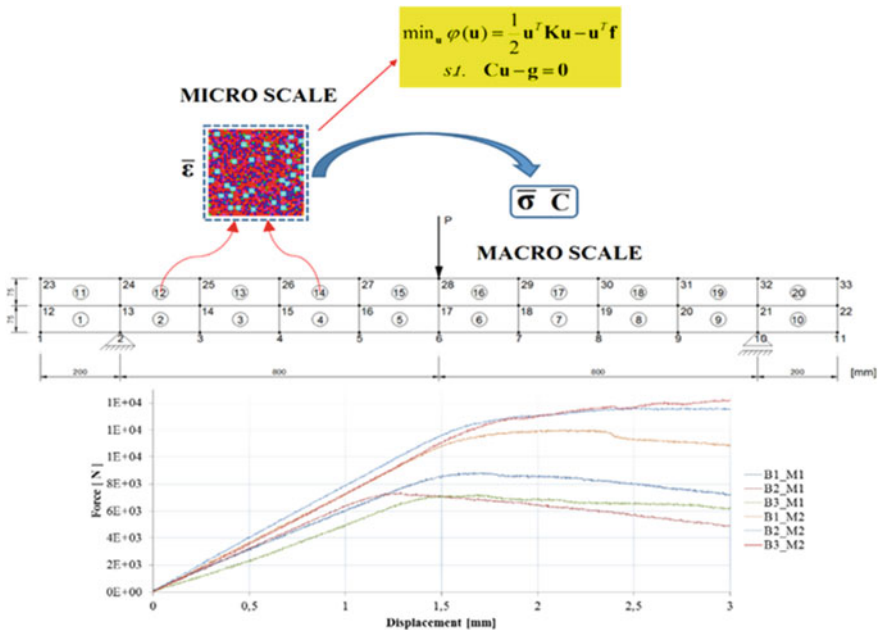 min_u φ(u) = 1/2 u^T Ku − u^T f
s.t. Cu − g = 0
MICRO SCALE
ε̄
σ̄ C̄
P
MACRO SCALE
23 24 25 26 27 28 29 30 31 32 33
75 11 12 13 14 15 16 17 18 19 20
12 13 14 15 16 17 18 19 20 21 22
75 1 2 3 4 5 6 7 8 9 10
1 2 3 4 5 6 7 8 9 10 11
200 800 800 200 [mm]
1E+04
1E+04
1E+04
8E+03
6E+03
4E+03
2E+03
0E+00
Force [ N ]
0 0,5 1 1,5 2 2,5 3
Displacement [mm]
B1_M1
B2_M1
B3_M1
B1_M2
B2_M2
B3_M2